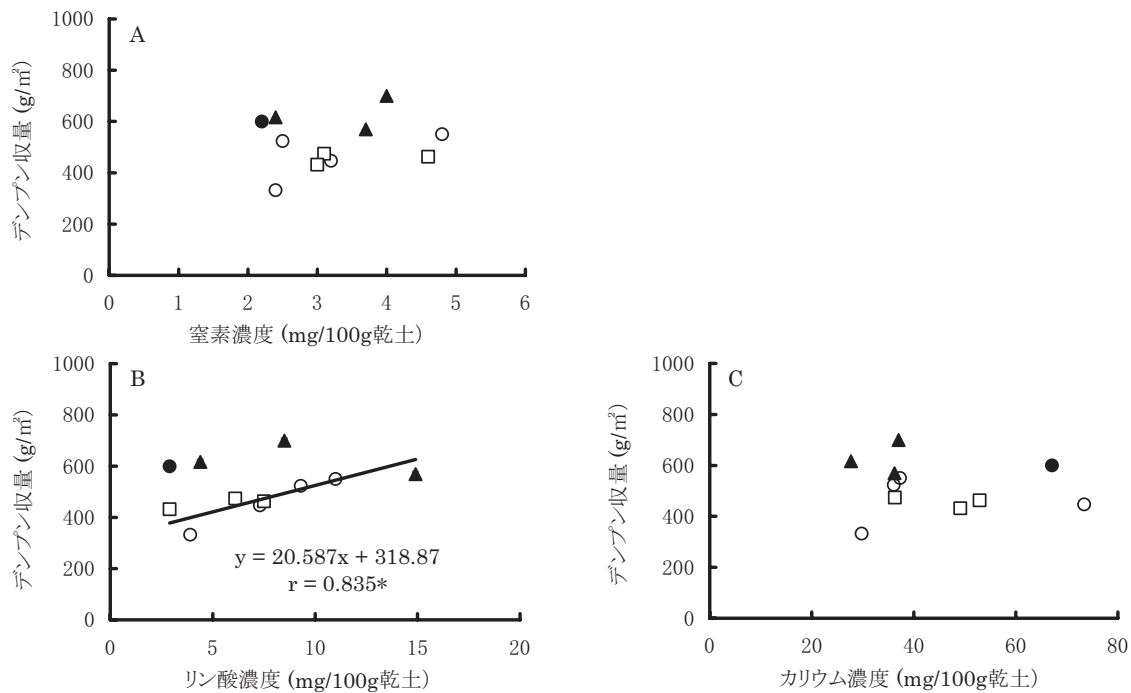 A
1000
800
600
400
200
0
デンプン収量 (g/㎡)
0 1 2 3 4 5 6
窒素濃度 (mg/100g乾土)
B
1000
800
600
400
200
0
デンプン収量 (g/㎡)
y = 20.587x + 318.87
r = 0.835*
0 5 10 15 20
リン酸濃度 (mg/100g乾土)
C
1000
800
600
400
200
0
デンプン収量 (g/㎡)
0 20 40 60 80
カリウム濃度 (mg/100g乾土)